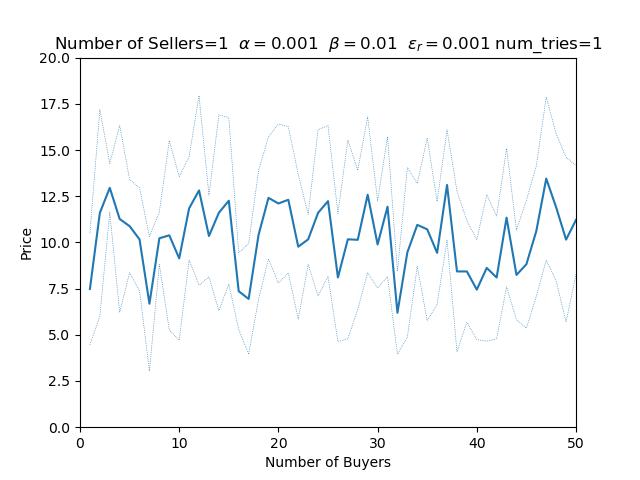 Number of Sellers=1 α = 0.001 β = 0.01 ε_r = 0.001 num_tries=1
20.0
17.5
15.0
12.5
10.0
7.5
5.0
2.5
0.0
Price
0 10 20 30 40 50
Number of Buyers